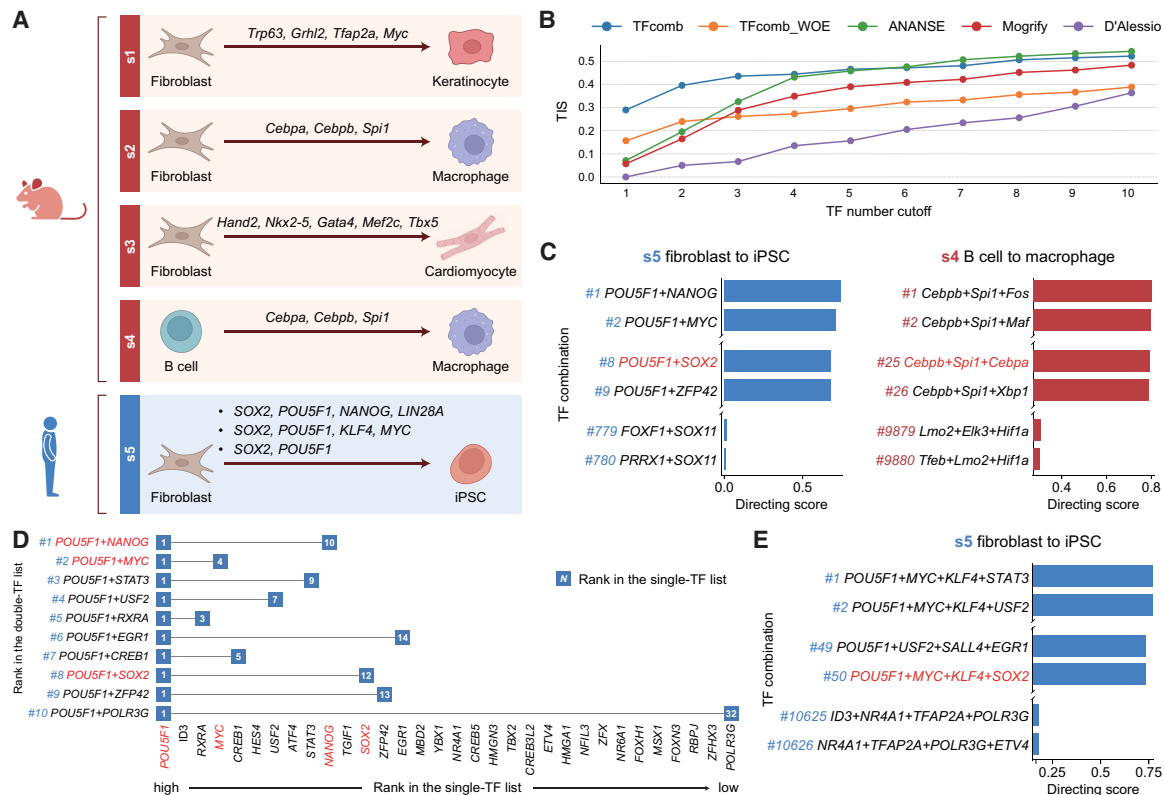 A
s1
Trp63, Grhl2, Tfap2a, Myc
Fibroblast
Keratinocyte
s2
Cebpa, Cebpb, Spi1
Fibroblast
Macrophage
s3
Hand2, Nkx2-5, Gata4, Mef2c, Tbx5
Fibroblast
Cardiomyocyte
s4
Cebpa, Cebpb, Spi1
B cell
Macrophage
s5
• SOX2, POU5F1, NANOG, LIN28A
• SOX2, POU5F1, KLF4, MYC
• SOX2, POU5F1
Fibroblast
iPSC
B
TFcomb TFcomb_WOE ANANSE Mogrify D'Alessio
TIS
0.5
0.4
0.3
0.2
0.1
0.0
1 2 3 4 5 6 7 8 9 10
TF number cutoff
C
s5 fibroblast to iPSC
TF combination
#1 POU5F1+NANOG
#2 POU5F1+MYC
#8 POU5F1+SOX2
#9 POU5F1+ZFP42
#779 FOXF1+SOX11
#780 PRRX1+SOX11
0.0 0.5
Directing score
s4 B cell to macrophage
#1 Cebpb+Spi1+Fos
#2 Cebpb+Spi1+Maf
#25 Cebpb+Spi1+Cebpa
#26 Cebpb+Spi1+Xbp1
#9879 Lmo2+Elk3+Hif1a
#9880 Tfeb+Lmo2+Hif1a
0.4 0.6 0.8
Directing score
D
Rank in the double-TF list
#1 POU5F1+NANOG 1 10
#2 POU5F1+MYC 1 4
#3 POU5F1+STAT3 1 9
#4 POU5F1+USF2 1 7
#5 POU5F1+RXRA 1 3
#6 POU5F1+EGR1 1 14
#7 POU5F1+CREB1 1 5
#8 POU5F1+SOX2 1 12
#9 POU5F1+ZFP42 1 13
#10 POU5F1+POLR3G 1 32
N Rank in the single-TF list
POU5F1
ID3
RXRA
MYC
CREB1
HES4
USF2
ATF4
STAT3
NANOG
TGIF1
SOX2
ZFP42
EGR1
MBD2
YBX1
NR4A1
CREB5
HMGN3
TBX2
CREB3L2
ETV4
HMGA1
NFIL3
ZFX
NR6A1
FOXH1
MSX1
FOXN3
RBPJ
ZFHX3
POLR3G
high Rank in the single-TF list low
E
s5 fibroblast to iPSC
TF combination
#1 POU5F1+MYC+KLF4+STAT3
#2 POU5F1+MYC+KLF4+USF2
#49 POU5F1+USF2+SALL4+EGR1
#50 POU5F1+MYC+KLF4+SOX2
#10625 ID3+NR4A1+TFAP2A+POLR3G
#10626 NR4A1+TFAP2A+POLR3G+ETV4
0.25 0.5 0.75
Directing score